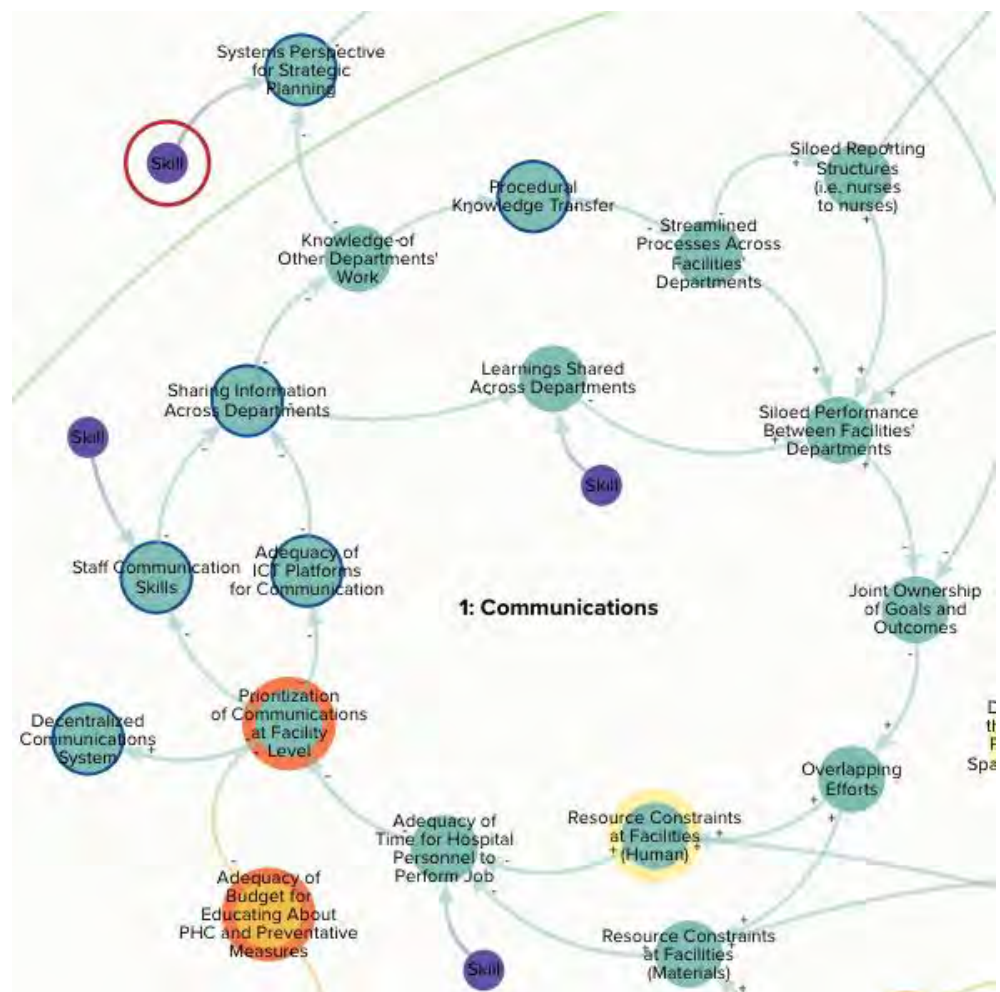 Systems Perspective
for Strategic
Planning
Skill
Siloed Reporting
Structures
(i.e. nurses
to nurses)
Procedural
Knowledge Transfer
Knowledge of
Other Departments'
Work
Streamlined
Processes Across
Facilities'
Departments
Learnings Shared
Across Departments
Sharing Information
Across Departments
Siloed Performance
Between Facilities'
Departments
Skill
Skill
Staff Communication
Skills
Adequacy of
ICT Platforms
for Communication
1: Communications
Joint Ownership
of Goals and
Outcomes
Prioritization
of Communications
at Facility
Level
Decentralized
Communications
System
Overlapping
Efforts
Adequacy of
Time for Hospital
Personnel to
Perform Job
Resource Constraints
at Facilities
(Human)
Adequacy of
Budget for
Educating About
PHC and Preventative
Measures
Resource Constraints
at Facilities
(Materials)
Skill